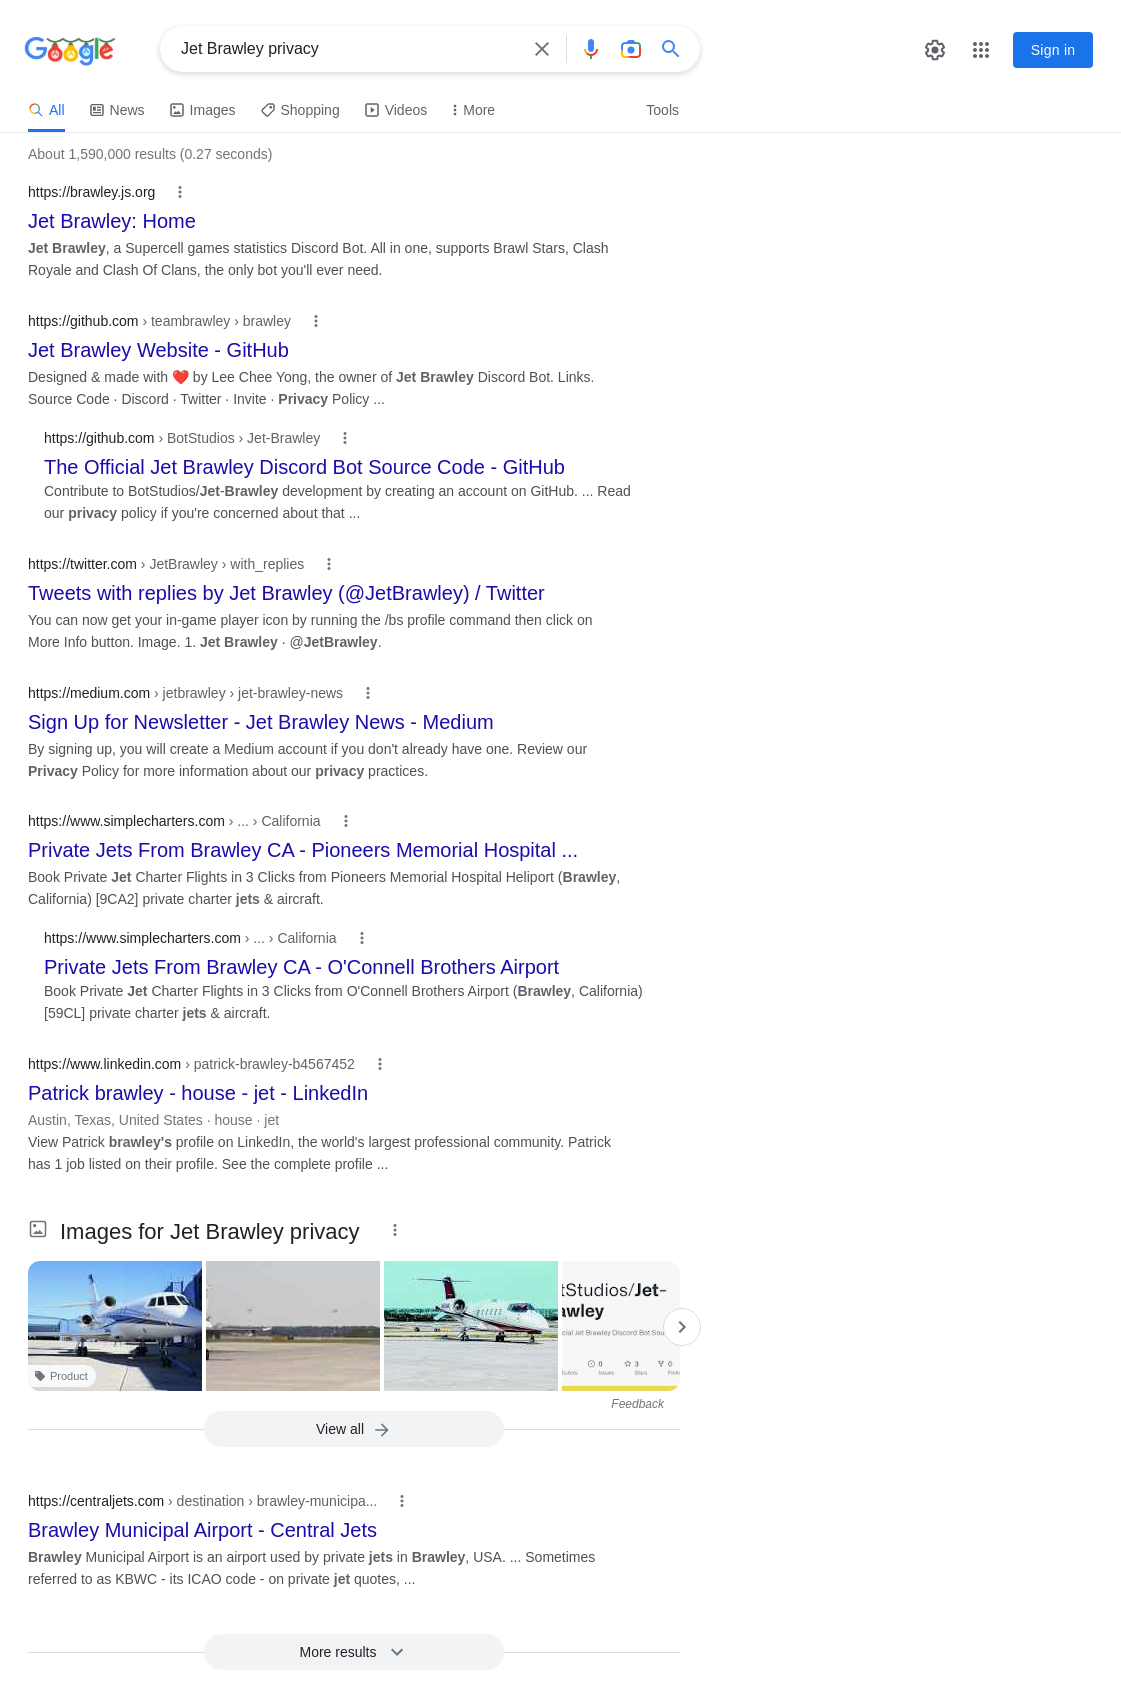 Google
Jet Brawley privacy
Sign in
All
News
Images
Shopping
Videos
More
Tools
About 1,590,000 results (0.27 seconds)
https://brawley.js.org
Jet Brawley: Home
Jet Brawley, a Supercell games statistics Discord Bot. All in one, supports Brawl Stars, Clash
Royale and Clash Of Clans, the only bot you'll ever need.
https://github.com › teambrawley › brawley
Jet Brawley Website - GitHub
Designed & made with ❤️ by Lee Chee Yong, the owner of Jet Brawley Discord Bot. Links.
Source Code · Discord · Twitter · Invite · Privacy Policy ...
https://github.com › BotStudios › Jet-Brawley
The Official Jet Brawley Discord Bot Source Code - GitHub
Contribute to BotStudios/Jet-Brawley development by creating an account on GitHub. ... Read
our privacy policy if you're concerned about that ...
https://twitter.com › JetBrawley › with_replies
Tweets with replies by Jet Brawley (@JetBrawley) / Twitter
You can now get your in-game player icon by running the /bs profile command then click on
More Info button. Image. 1. Jet Brawley · @JetBrawley.
https://medium.com › jetbrawley › jet-brawley-news
Sign Up for Newsletter - Jet Brawley News - Medium
By signing up, you will create a Medium account if you don't already have one. Review our
Privacy Policy for more information about our privacy practices.
https://www.simplecharters.com › ... › California
Private Jets From Brawley CA - Pioneers Memorial Hospital ...
Book Private Jet Charter Flights in 3 Clicks from Pioneers Memorial Hospital Heliport (Brawley,
California) [9CA2] private charter jets & aircraft.
https://www.simplecharters.com › ... › California
Private Jets From Brawley CA - O'Connell Brothers Airport
Book Private Jet Charter Flights in 3 Clicks from O'Connell Brothers Airport (Brawley, California)
[59CL] private charter jets & aircraft.
https://www.linkedin.com › patrick-brawley-b4567452
Patrick brawley - house - jet - LinkedIn
Austin, Texas, United States · house · jet
View Patrick brawley's profile on LinkedIn, the world's largest professional community. Patrick
has 1 job listed on their profile. See the complete profile ...
Images for Jet Brawley privacy
Product
tStudios/Jet-
awley
cial Jet Brawley Discord Bot Sou
0 3 0
butors Issues Stars Forks
Feedback
View all
https://centraljets.com › destination › brawley-municipa...
Brawley Municipal Airport - Central Jets
Brawley Municipal Airport is an airport used by private jets in Brawley, USA. ... Sometimes
referred to as KBWC - its ICAO code - on private jet quotes, ...
More results